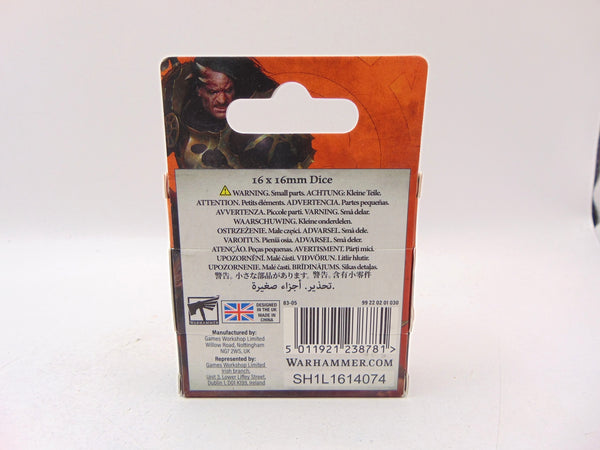 16 x 16mm Dice
WARNING. Small parts. ACHTUNG: Kleine Teile.
ATTENTION. Petits éléments. ADVERTENCIA. Partes pequeñas.
AVVERTENZA. Piccole parti. VARNING. Små delar.
WAARSCHUWING. Kleine onderdelen.
OSTRZEŻENIE. Małe części. ADVARSEL. Små deler.
VAROITUS. Pieniä osia. ADVARSEL. Små dele.
ATENÇÃO. Peças pequenas. AVERTISMENT. Părți mici.
UPOZORNĚNÍ. Malé části. VIÐVÖRUN. Litlir hlutir.
UPOZORNENIE. Malé časti. BRĪDINĀJUMS. Sīkas detaļas.
警告。小さな部品があります。警告。含有小零件
تحذير. أجزاء صغيرة.
WARHAMMER
DESIGNED IN
THE UK
MADE IN
CHINA
83-05
99 22 02 01 030
Manufactured by:
Games Workshop Limited
Willow Road, Nottingham
NG7 2WS, UK
Represented by:
Games Workshop Limited
Irish branch,
Unit 3, Lower Liffey Street,
Dublin 1, D01 K199, Ireland
5 011921 238781 >
WARHAMMER.COM
SH1L1614074